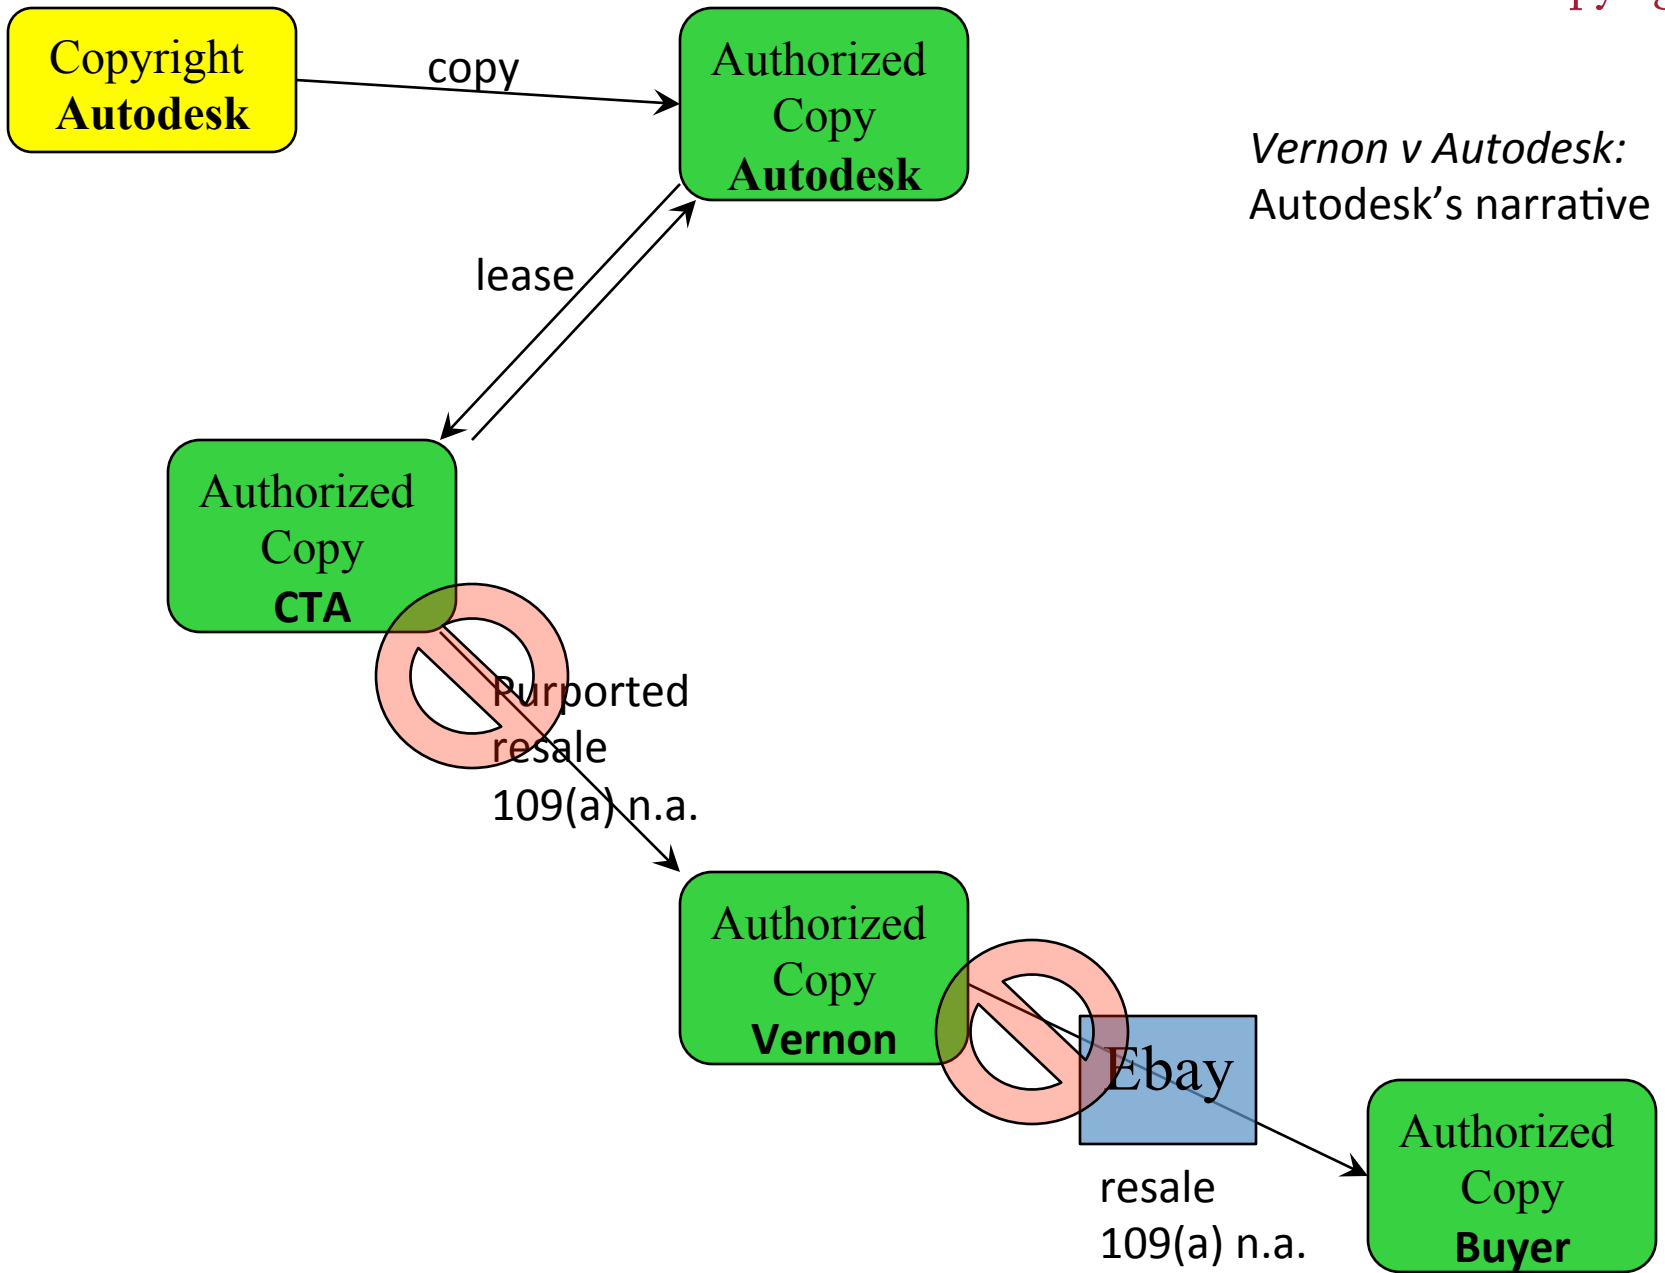 Copyright
Autodesk
copy
Authorized
Copy
Autodesk
Vernon v Autodesk:
Autodesk's narrative
lease
Authorized
Copy
CTA
Purported
resale
109(a) n.a.
Authorized
Copy
Vernon
Ebay
resale
109(a) n.a.
Authorized
Copy
Buyer